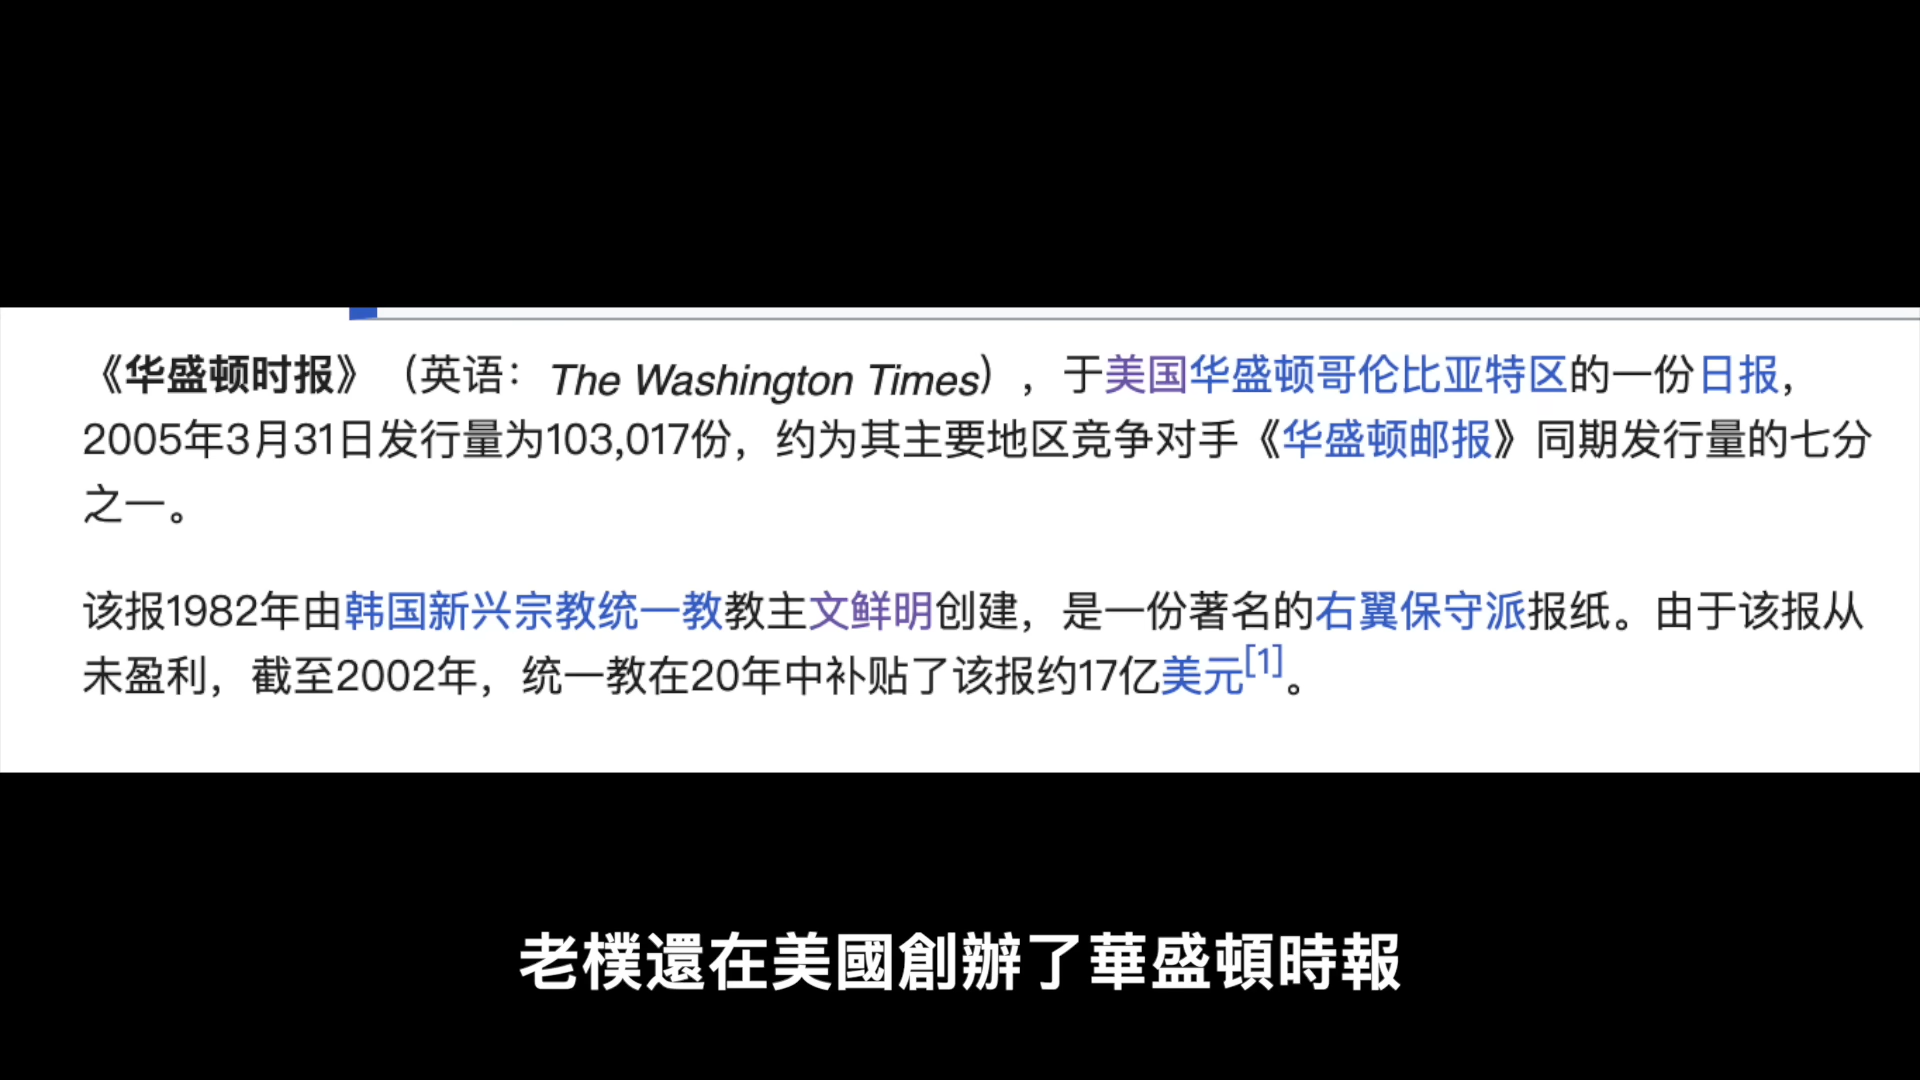 《华盛顿时报》（英语：The Washington Times），于美国华盛顿哥伦比亚特区的一份日报，
2005年3月31日发行量为103,017份，约为其主要地区竞争对手《华盛顿邮报》同期发行量的七分
之一。
该报1982年由韩国新兴宗教统一教教主文鲜明创建，是一份著名的右翼保守派报纸。由于该报从
未盈利，截至2002年，统一教在20年中补贴了该报约17亿美元[1]。
老樸還在美國創辦了華盛頓時報